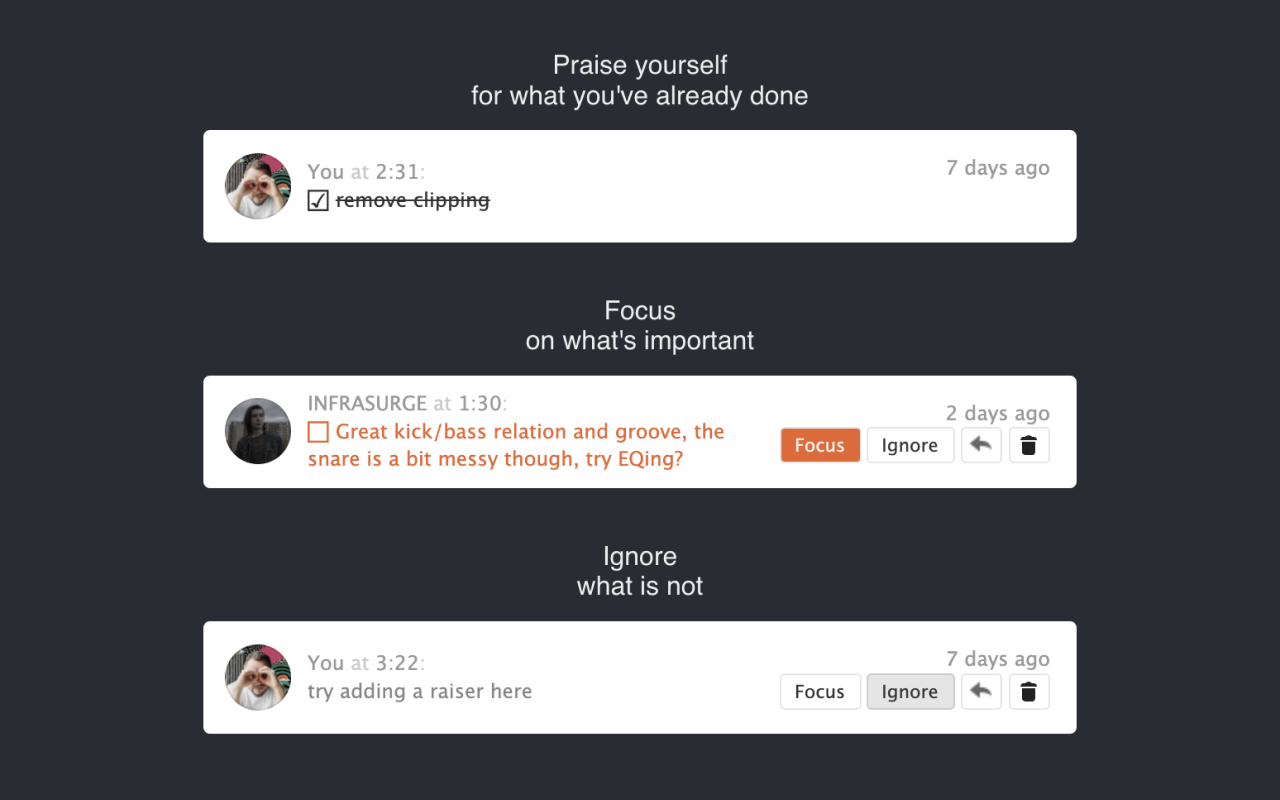 Praise yourself
for what you've already done
You at 2:31:
7 days ago
remove clipping
Focus
on what's important
INFRASURGE at 1:30:
2 days ago
Great kick/bass relation and groove, the
snare is a bit messy though, try EQing?
Focus Ignore
Ignore
what is not
You at 3:22:
7 days ago
try adding a raiser here
Focus Ignore